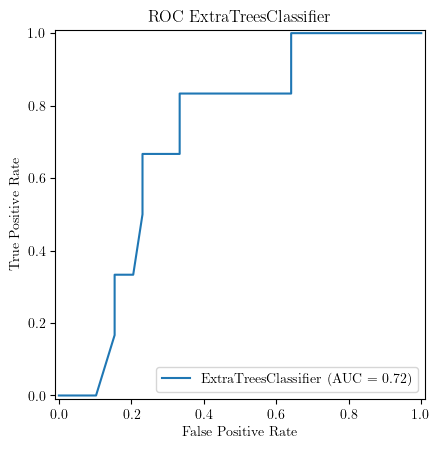 ROC ExtraTreesClassifier
1.0
0.8
0.6
0.4
0.2
0.0
True Positive Rate
ExtraTreesClassifier (AUC = 0.72)
0.0 0.2 0.4 0.6 0.8 1.0
False Positive Rate